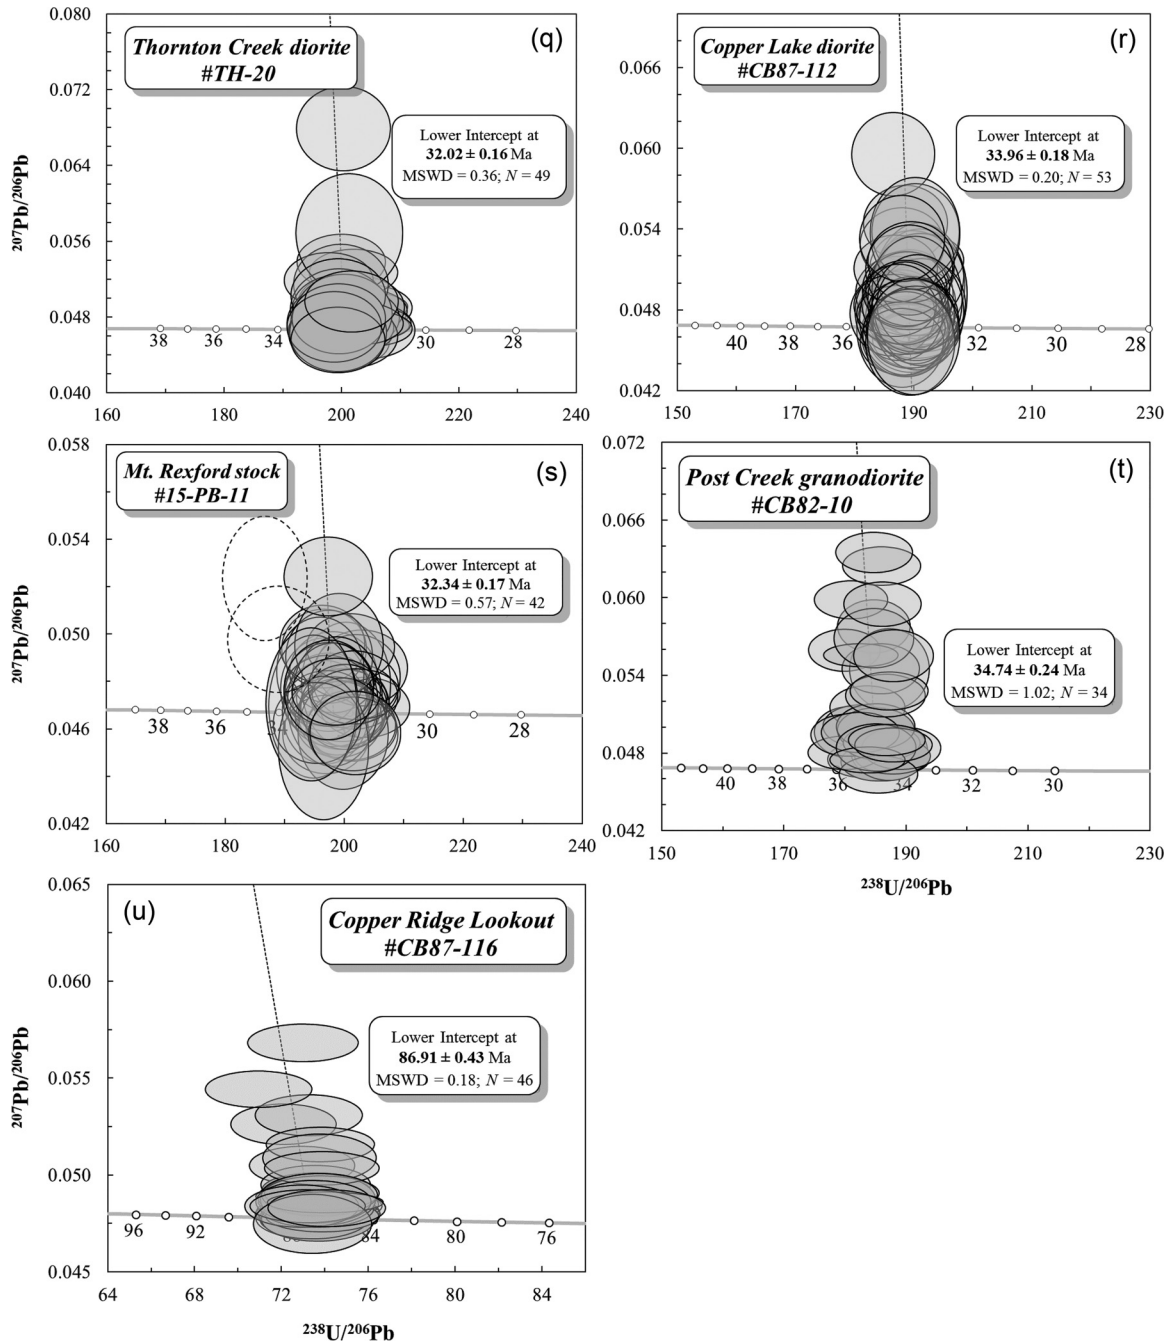 0.080
0.072
0.064
0.056
0.048
0.040
160
180
200
220
240
207Pb/206Pb
Thornton Creek diorite
#TH-20
(q)
Lower Intercept at
32.02 ± 0.16 Ma
MSWD = 0.36; N = 49
38
36
34
30
28
0.066
0.060
0.054
0.048
0.042
150
170
190
210
230
Copper Lake diorite
#CB87-112
(r)
Lower Intercept at
33.96 ± 0.18 Ma
MSWD = 0.20; N = 53
40
38
36
32
30
28
0.058
0.054
0.050
0.046
0.042
160
180
200
220
240
207Pb/206Pb
Mt. Rexford stock
#15-PB-11
(s)
Lower Intercept at
32.34 ± 0.17 Ma
MSWD = 0.57; N = 42
38
36
34
30
28
0.072
0.066
0.060
0.054
0.048
0.042
150
170
190
210
230
238U/206Pb
Post Creek granodiorite
#CB82-10
(t)
Lower Intercept at
34.74 ± 0.24 Ma
MSWD = 1.02; N = 34
40
38
36
34
32
30
0.065
0.060
0.055
0.050
0.045
64
68
72
76
80
84
207Pb/206Pb
238U/206Pb
(u)
Copper Ridge Lookout
#CB87-116
Lower Intercept at
86.91 ± 0.43 Ma
MSWD = 0.18; N = 46
96
92
84
80
76